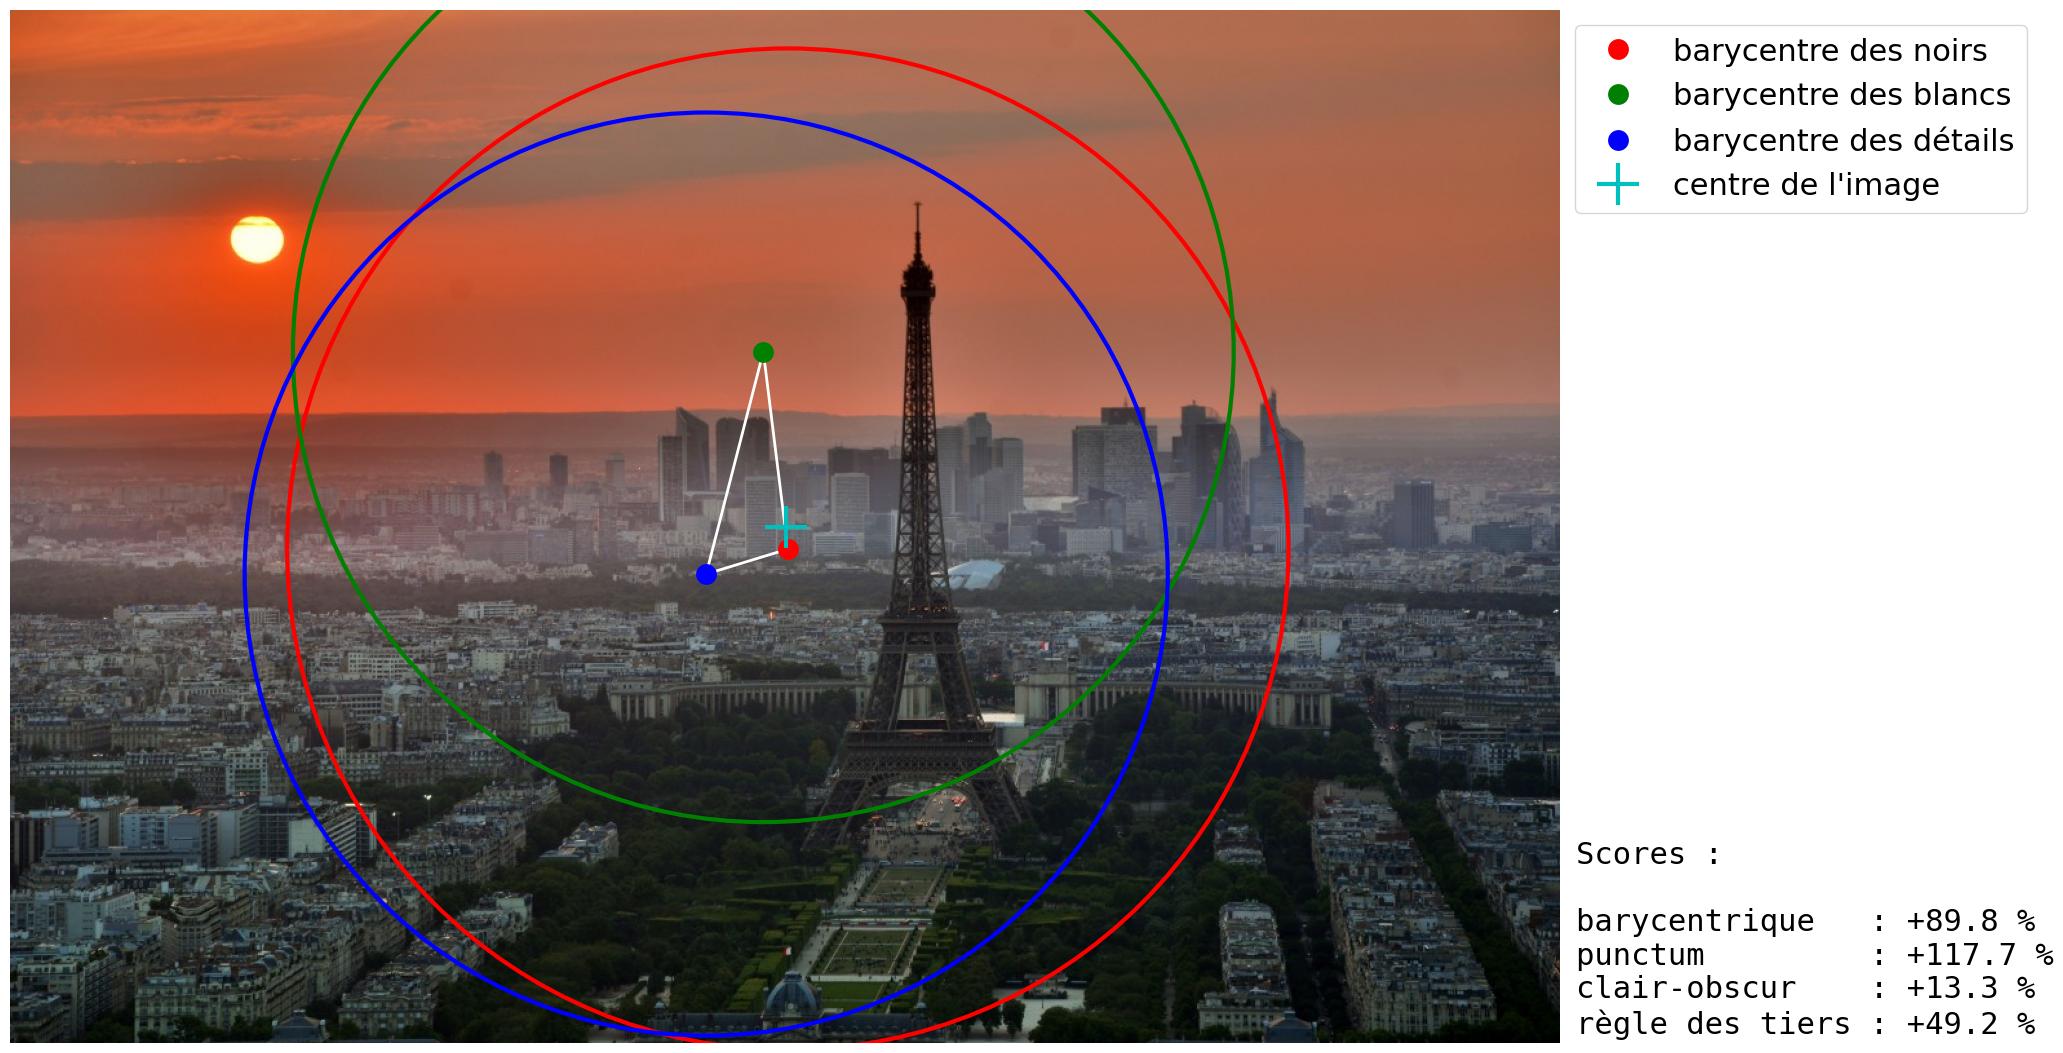 barycentre des noirs
barycentre des blancs
barycentre des détails
centre de l'image
Scores :
barycentrique   : +89.8 %
punctum         : +117.7 %
clair-obscur    : +13.3 %
règle des tiers : +49.2 %